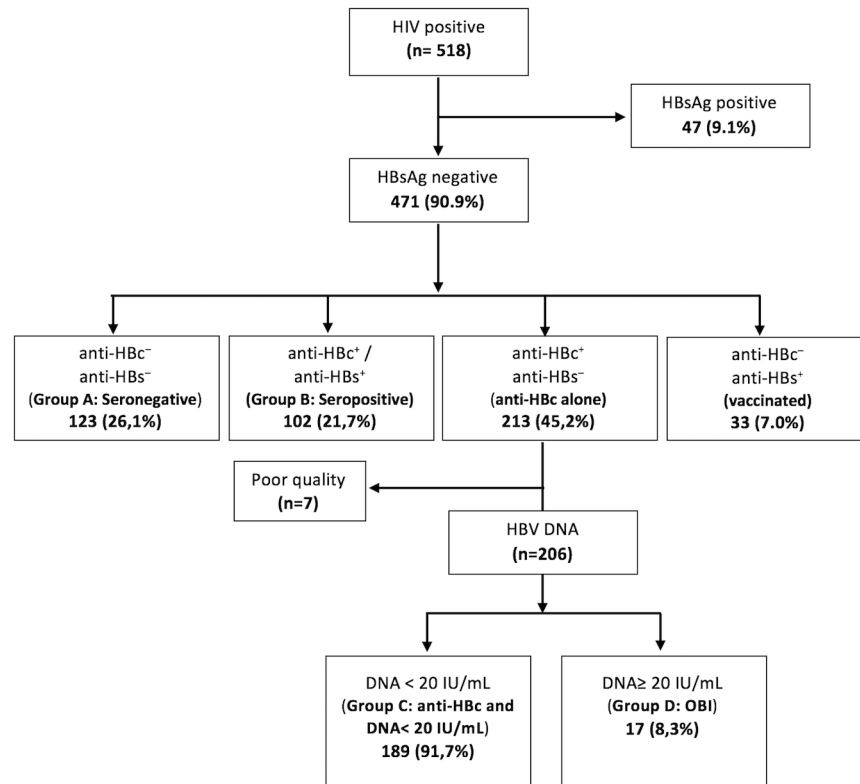 HIV positive
(n= 518)
HBsAg positive
47 (9.1%)
HBsAg negative
471 (90.9%)
anti-HBc⁻
anti-HBs⁻
(Group A: Seronegative)
123 (26,1%)
anti-HBc⁺ /
anti-HBs⁺
(Group B: Seropositive)
102 (21,7%)
anti-HBc⁺
anti-HBs⁻
(anti-HBc alone)
213 (45,2%)
anti-HBc⁻
anti-HBs⁺
(vaccinated)
33 (7.0%)
Poor quality
(n=7)
HBV DNA
(n=206)
DNA < 20 IU/mL
(Group C: anti-HBc and
DNA< 20 IU/mL)
189 (91,7%)
DNA≥ 20 IU/mL
(Group D: OBI)
17 (8,3%)